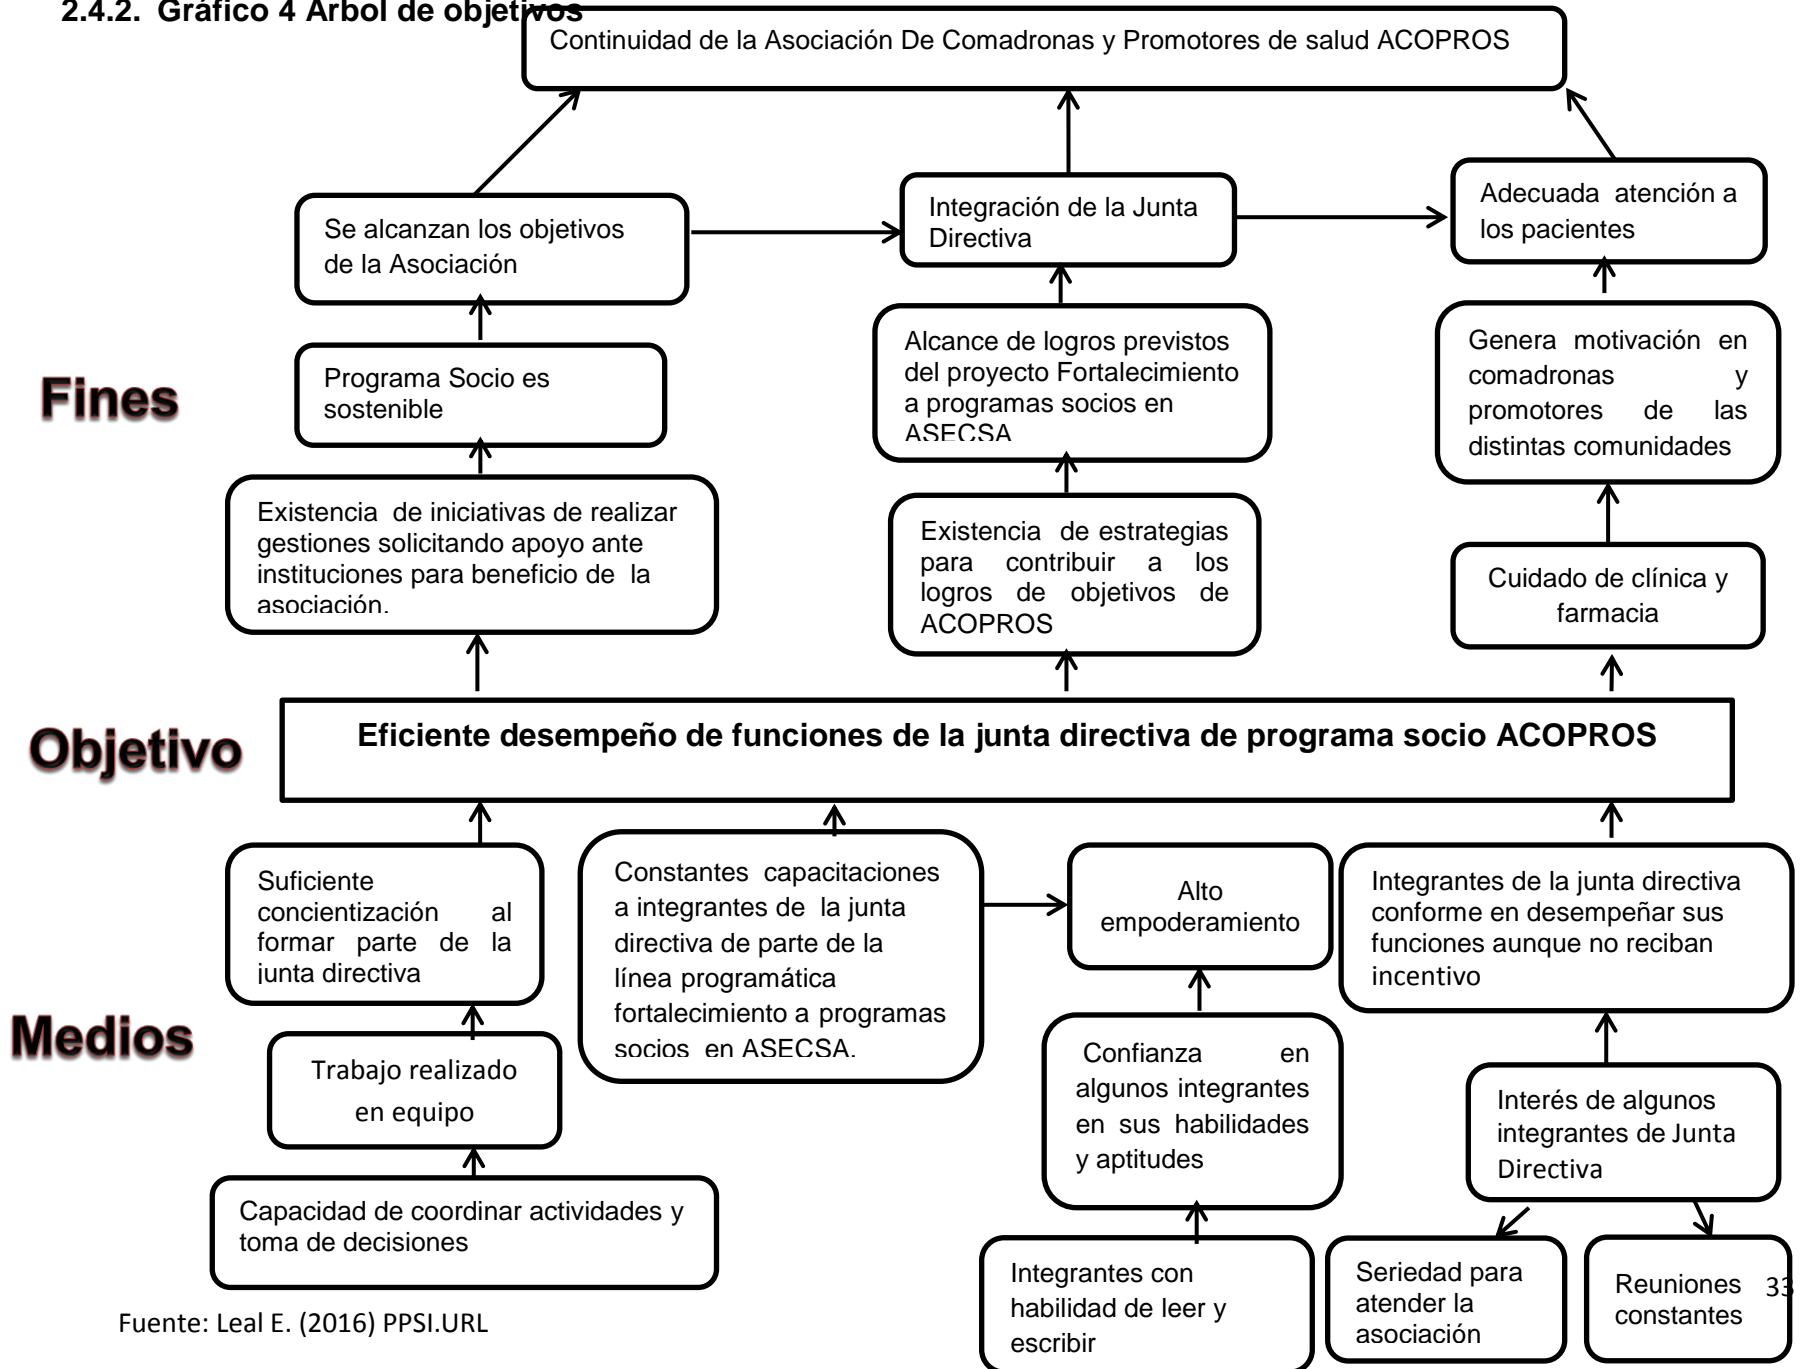 2.4.2. Gráfico 4 Árbol de objetivos
Continuidad de la Asociación De Comadronas y Promotores de salud ACOPROS
Se alcanzan los objetivos
de la Asociación
Integración de la Junta
Directiva
Adecuada atención a
los pacientes
Fines
Programa Socio es
sostenible
Alcance de logros previstos
del proyecto Fortalecimiento
a programas socios en
ASECSA
Genera motivación en
comadronas y
promotores de las
distintas comunidades
Existencia de iniciativas de realizar
gestiones solicitando apoyo ante
instituciones para beneficio de la
asociación.
Existencia de estrategias
para contribuir a los
logros de objetivos de
ACOPROS
Cuidado de clínica y
farmacia
Objetivo
Eficiente desempeño de funciones de la junta directiva de programa socio ACOPROS
Medios
Suficiente
concientización al
formar parte de la
junta directiva
Constantes capacitaciones
a integrantes de la junta
directiva de parte de la
línea programática
fortalecimiento a programas
socios en ASECSA.
Alto
empoderamiento
Integrantes de la junta directiva
conforme en desempeñar sus
funciones aunque no reciban
incentivo
Trabajo realizado
en equipo
Confianza en
algunos integrantes
en sus habilidades
y aptitudes
Interés de algunos
integrantes de Junta
Directiva
Capacidad de coordinar actividades y
toma de decisiones
Integrantes con
habilidad de leer y
escribir
Seriedad para
atender la
asociación
Reuniones
constantes
33
Fuente: Leal E. (2016) PPSI.URL